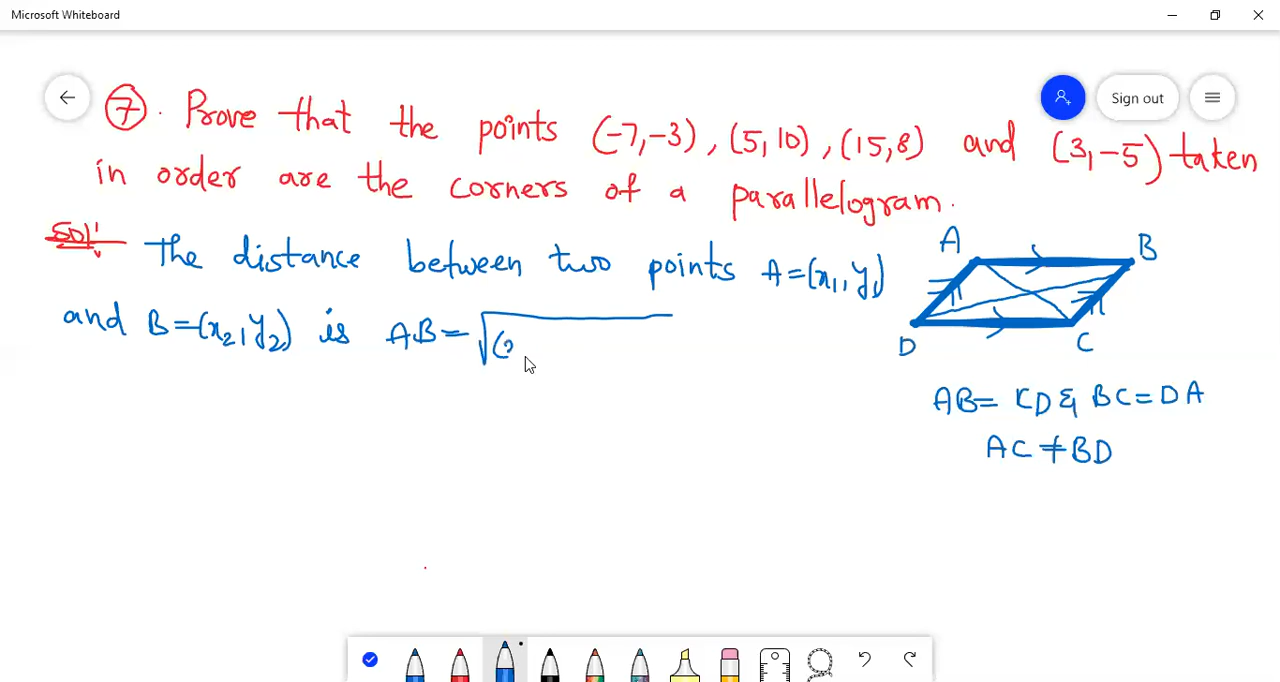 Microsoft Whiteboard
Sign out
7. Prove that the points (-7,-3), (5,10), (15,8) and (3,-5) taken
in order are the corners of a parallelogram.
Sol:
The distance between two points A=(x₁,y₁)
and B=(x₂,y₂) is AB=√(
A
B
D
C
AB= CD & BC=DA
AC≠BD